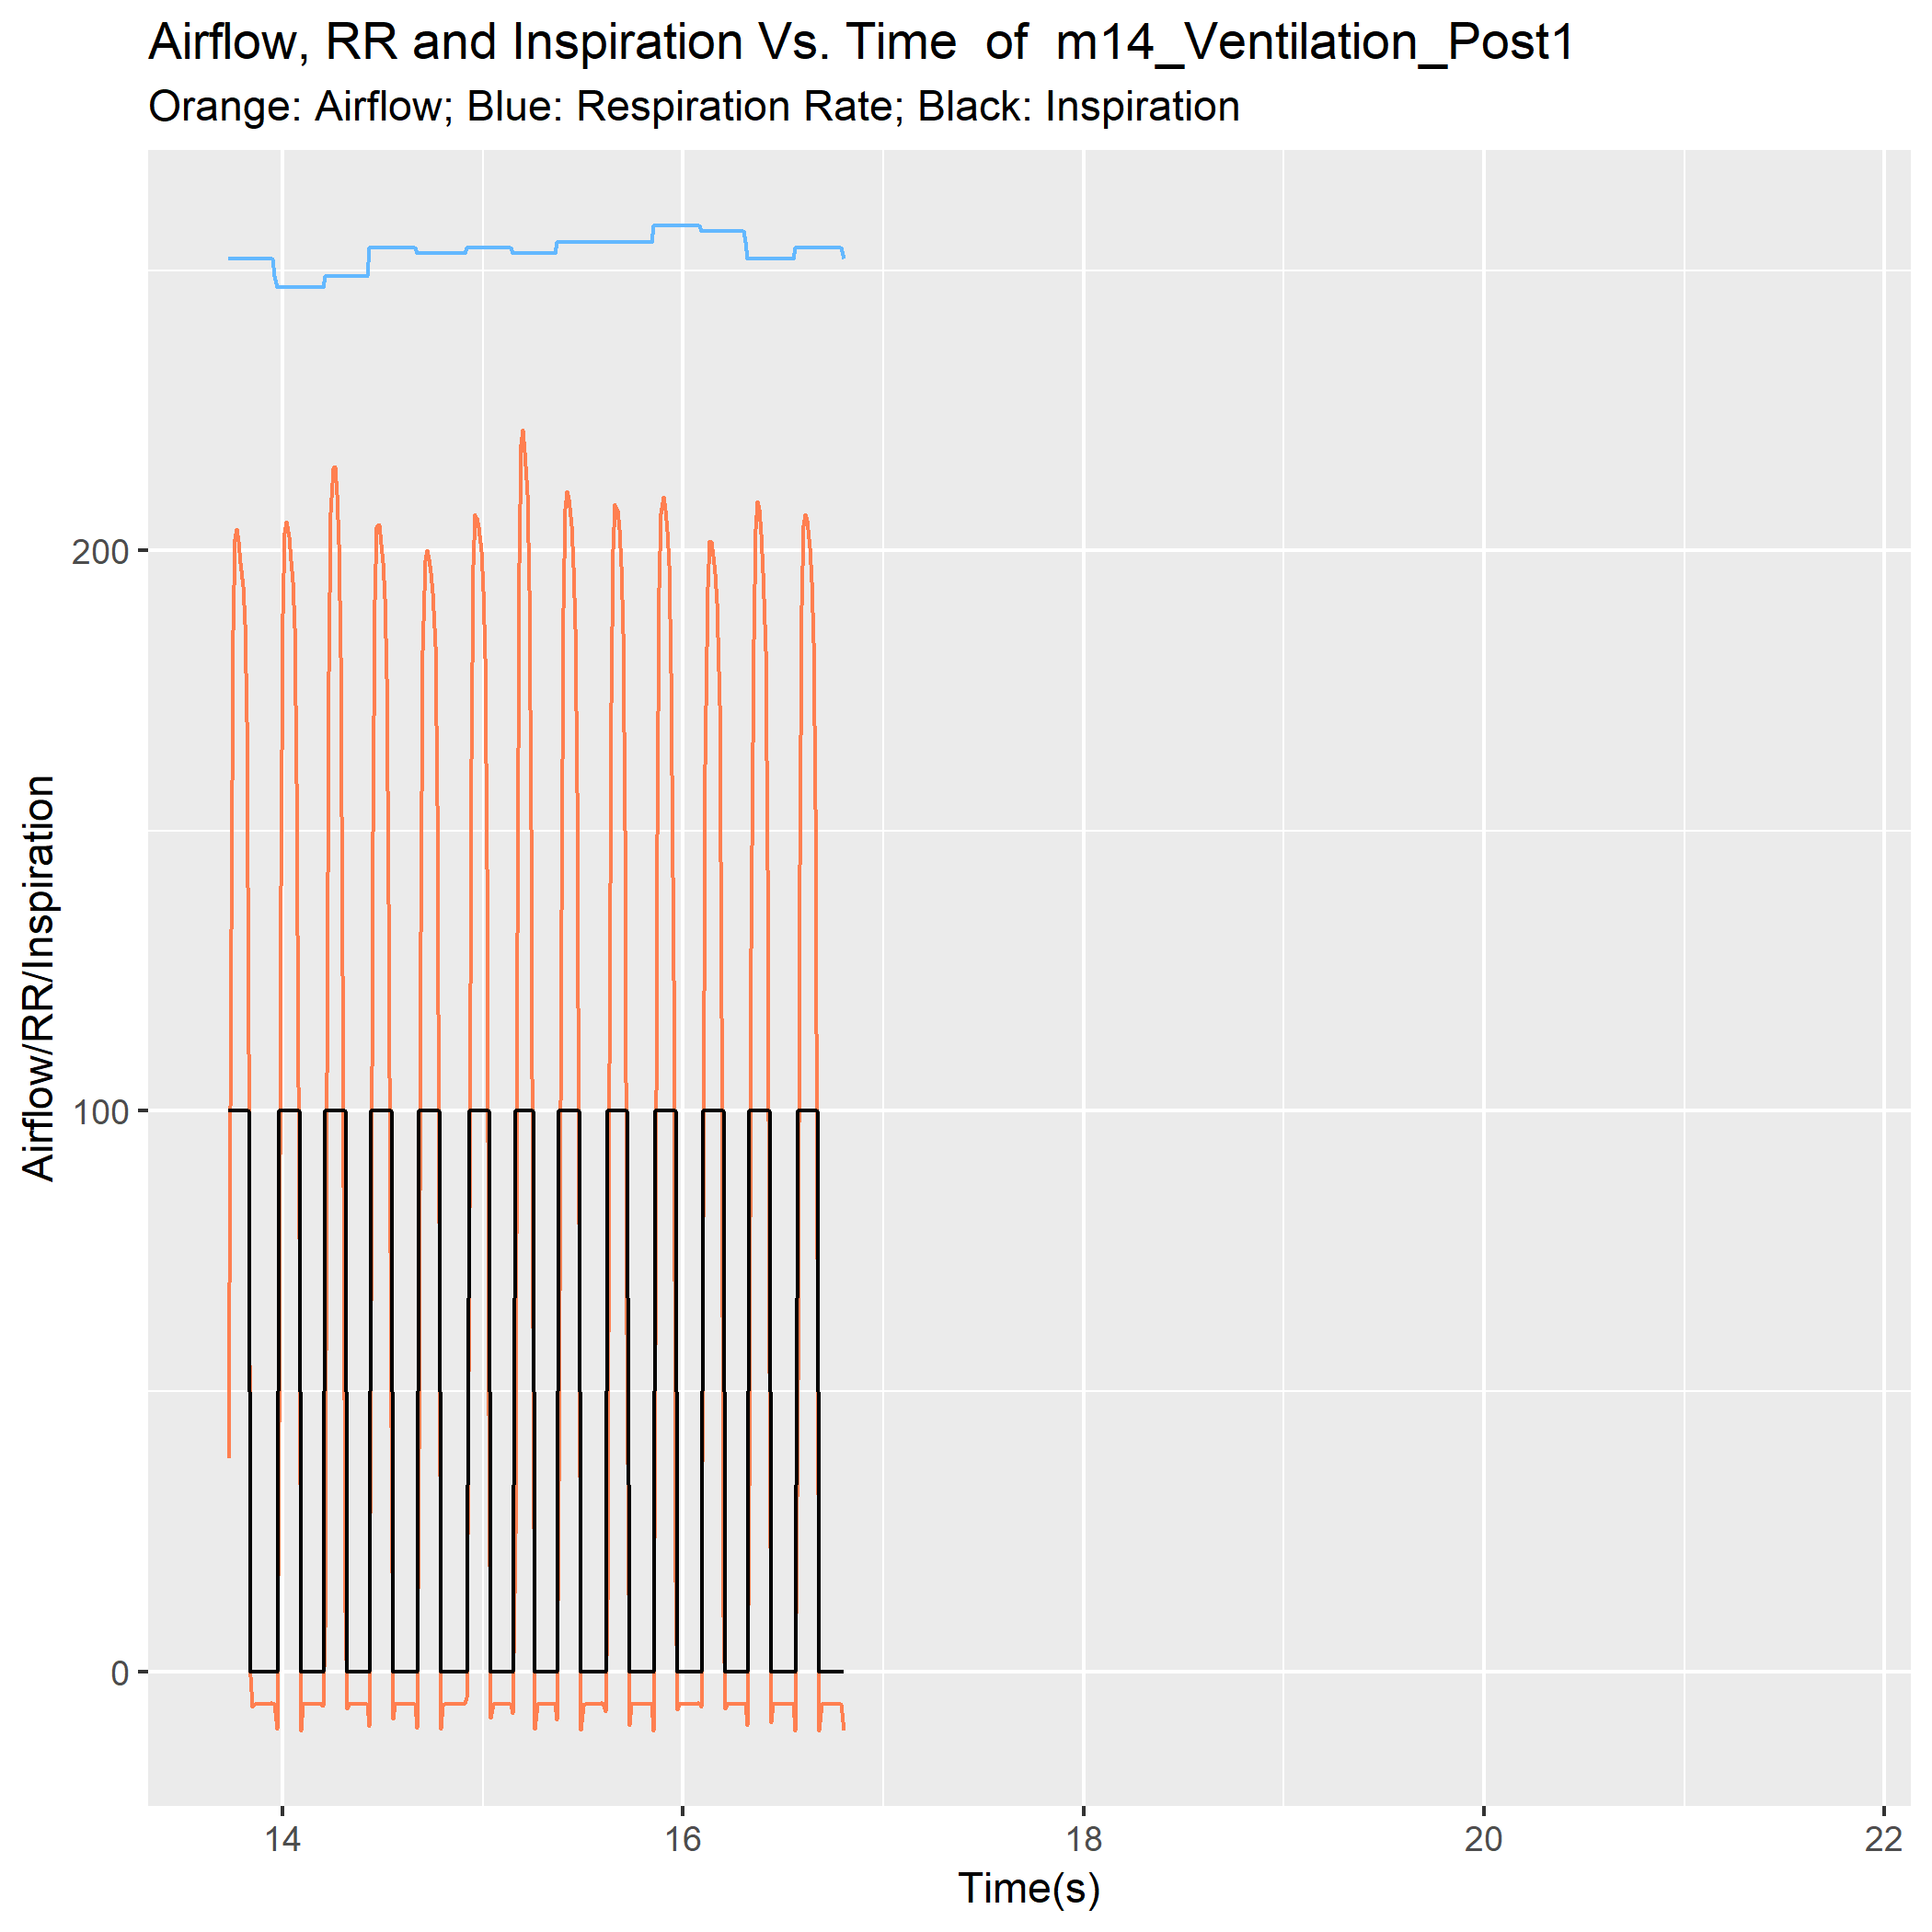 Airflow, RR and Inspiration Vs. Time  of  m14_Ventilation_Post1
Orange: Airflow; Blue: Respiration Rate; Black: Inspiration
Airflow/RR/Inspiration
200
100
0
14 16 18 20 22
Time(s)